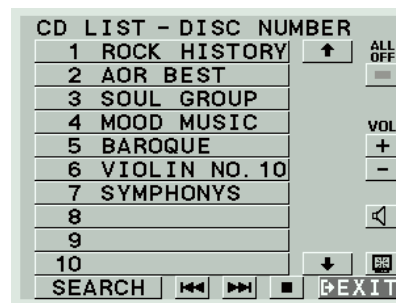 CD LIST - DISC NUMBER
1 ROCK HISTORY
ALL OFF
2 AOR BEST
3 SOUL GROUP
4 MOOD MUSIC
VOL
5 BAROQUE
+
6 VIOLIN NO. 10
-
7 SYMPHONYS
8
9
10
SEARCH
EXIT